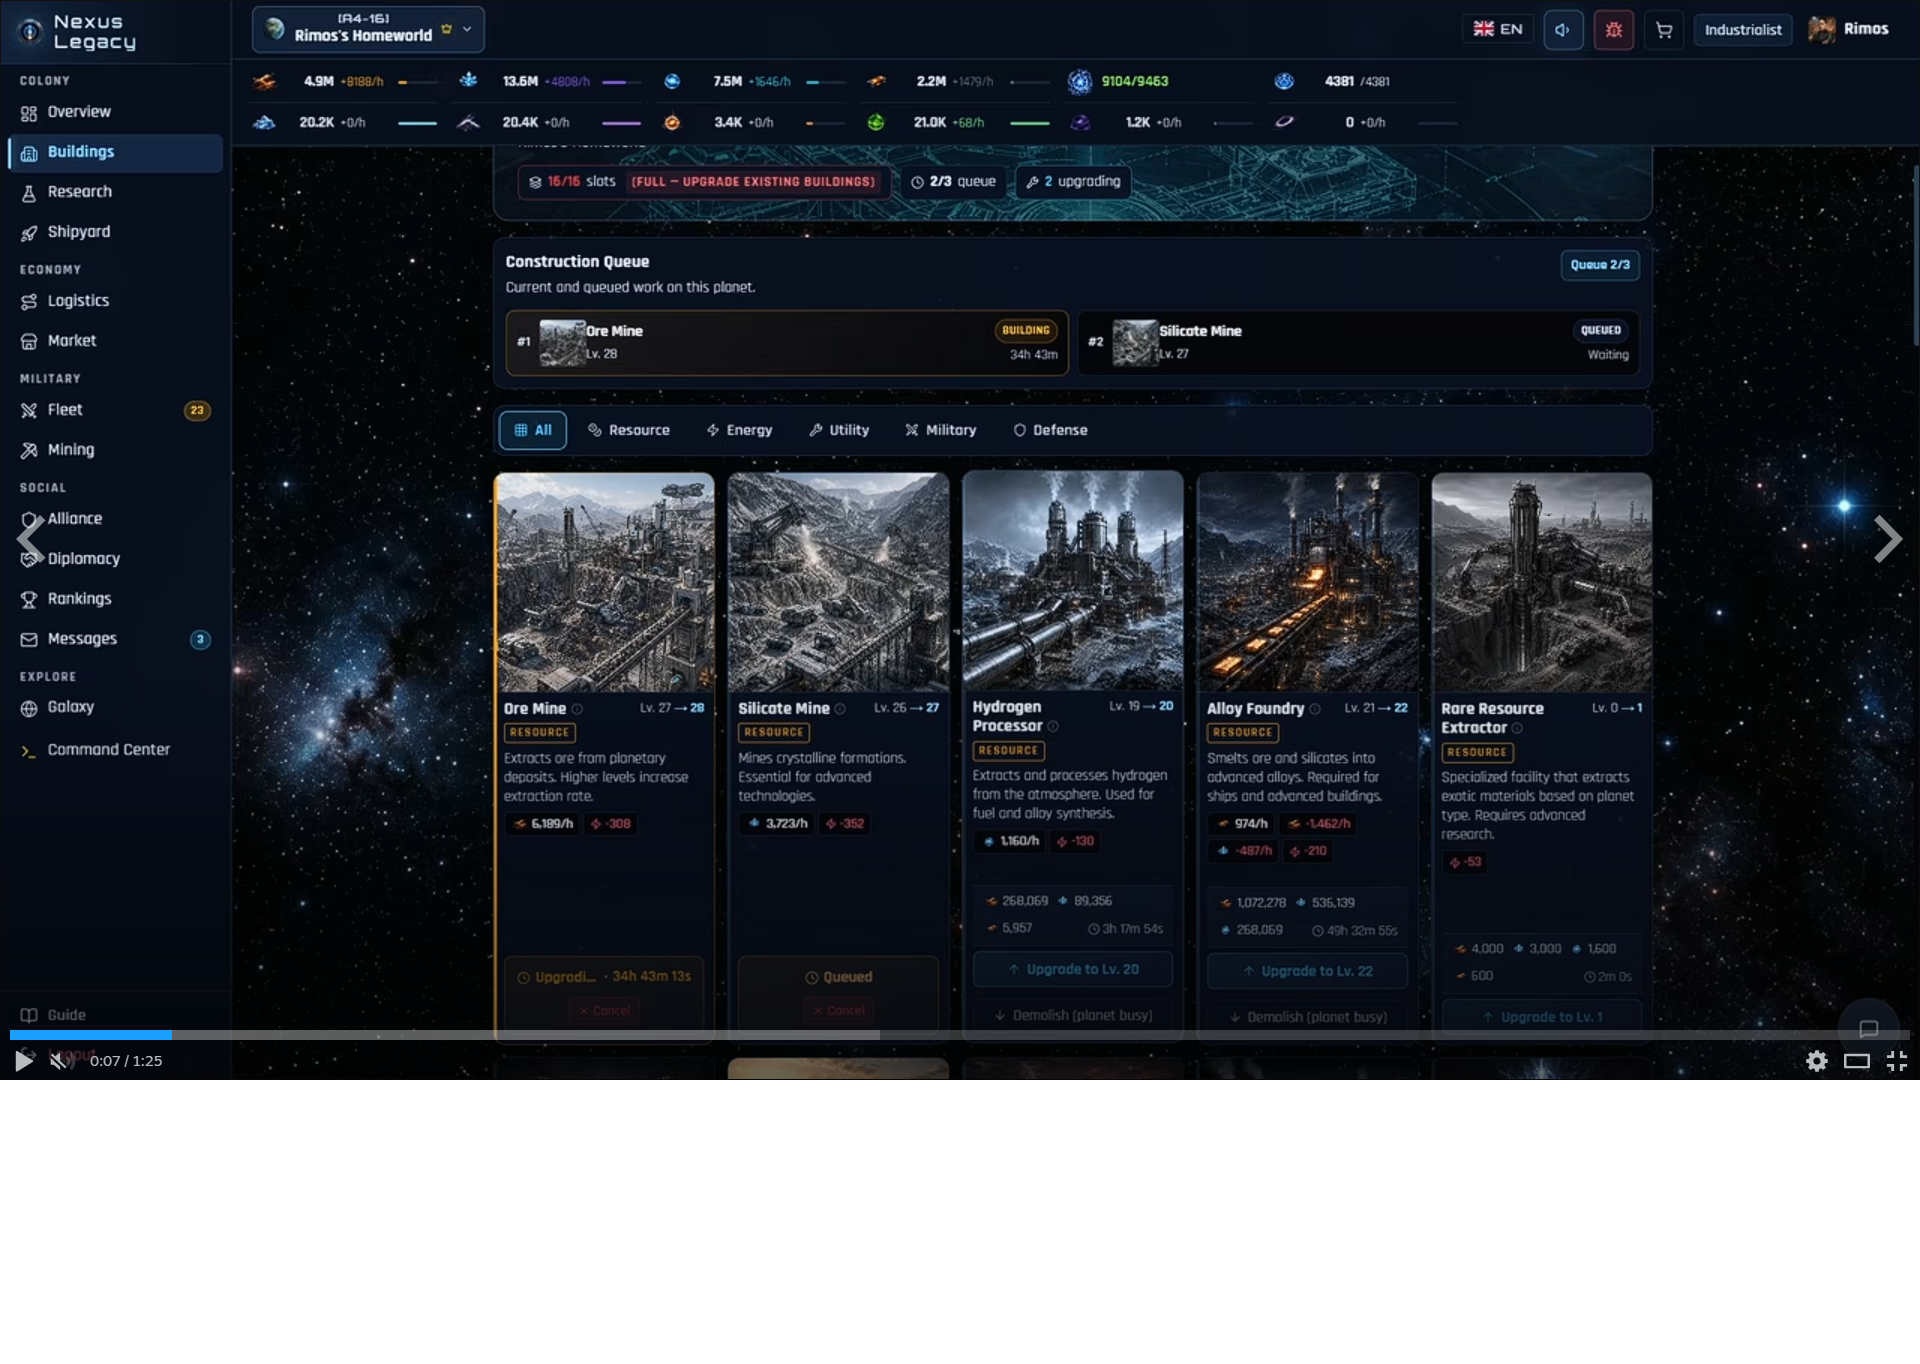 Nexus
Legacy
[A4-16]
Rimos's Homeworld
EN
Industrialist
Rimos
4.9M +8188/h
13.6M +4808/h
7.5M +1646/h
2.2M +1479/h
9104/9463
4381 /4381
20.2K +0/h
20.4K +0/h
3.4K +0/h
21.0K +68/h
1.2K +0/h
0 +0/h
COLONY
Overview
Buildings
Research
Shipyard
ECONOMY
Logistics
Market
MILITARY
Fleet 23
Mining
SOCIAL
Alliance
Diplomacy
Rankings
Messages 3
EXPLORE
Galaxy
Command Center
Guide
Logout
16/16 slots (FULL — UPGRADE EXISTING BUILDINGS)
2/3 queue
2 upgrading
Construction Queue
Queue 2/3
Current and queued work on this planet.
#1 Ore Mine BUILDING
Lv. 28 34h 43m
#2 Silicate Mine QUEUED
Lv. 27 Waiting
All Resource Energy Utility Military Defense
Ore Mine Lv. 27 → 28
RESOURCE
Extracts ore from planetary
deposits. Higher levels increase
extraction rate.
6,189/h -308
Upgradi... · 34h 43m 13s
× Cancel
Silicate Mine Lv. 26 → 27
RESOURCE
Mines crystalline formations.
Essential for advanced
technologies.
3,723/h -352
Queued
× Cancel
Hydrogen Lv. 19 → 20
Processor
RESOURCE
Extracts and processes hydrogen
from the atmosphere. Used for
fuel and alloy synthesis.
1,160/h -130
268,069 89,356
5,957 3h 17m 54s
↑ Upgrade to Lv. 20
↓ Demolish (planet busy)
Alloy Foundry Lv. 21 → 22
RESOURCE
Smelts ore and silicates into
advanced alloys. Required for
ships and advanced buildings.
974/h -1,462/h
-487/h -210
1,072,278 536,139
268,069 49h 32m 55s
↑ Upgrade to Lv. 22
↓ Demolish (planet busy)
Rare Resource Lv. 0 → 1
Extractor
RESOURCE
Specialized facility that extracts
exotic materials based on planet
type. Requires advanced
research.
-53
4,000 3,000 1,600
600 2m 0s
↑ Upgrade to Lv. 1
0:07 / 1:25